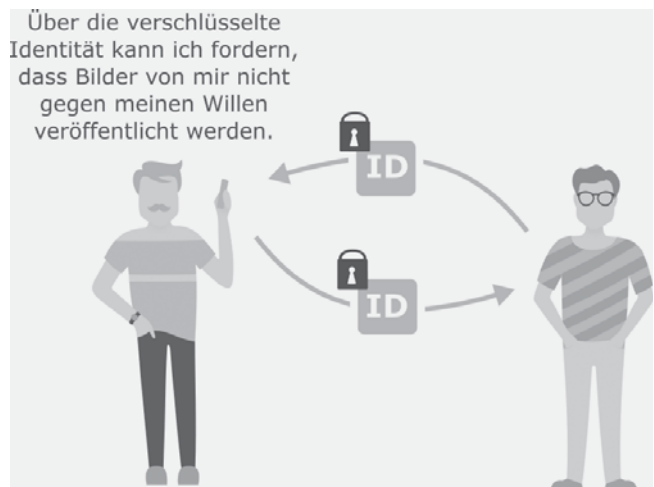 Über die verschlüsselte
Identität kann ich fordern,
dass Bilder von mir nicht
gegen meinen Willen
veröffentlicht werden.
ID
ID